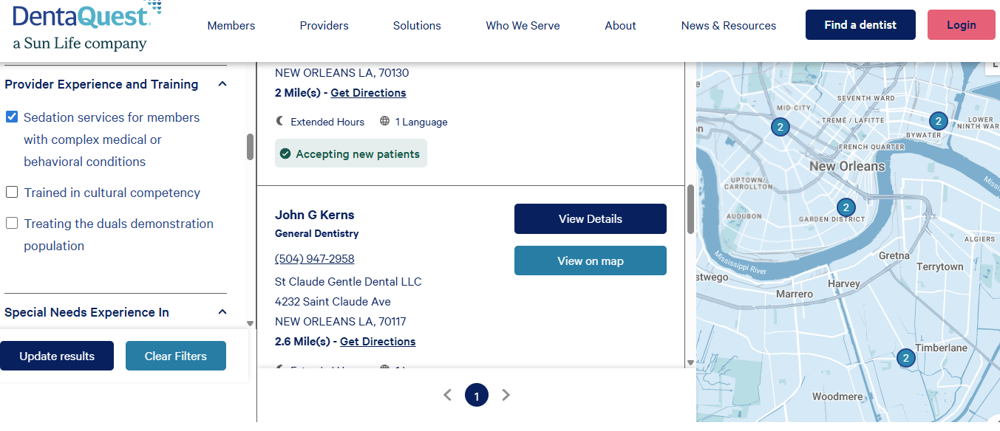 DentaQuest
a Sun Life company
Members
Providers
Solutions
Who We Serve
About
News & Resources
Find a dentist
Login
Provider Experience and Training
Sedation services for members
with complex medical or
behavioral conditions
Trained in cultural competency
Treating the duals demonstration
population
Special Needs Experience In
Update results
Clear Filters
NEW ORLEANS LA, 70130
2 Mile(s) - Get Directions
Extended Hours
1 Language
Accepting new patients
John G Kerns
General Dentistry
(504) 947-2958
St Claude Gentle Dental LLC
4232 Saint Claude Ave
NEW ORLEANS LA, 70117
2.6 Mile(s) - Get Directions
View Details
View on map
1
SEVENTH WARD
MID-CITY
2
TREMÉ / LAFITTE
2
LOWER
NINTH WAR
BYWATER
FRENCH QUARTER
New Orleans
UPTOWN/
CARROLLTON
2
AUDUBON
GARDEN DISTRICT
ALGIERS
Mississippi River
Gretna
Terrytown
stwego
Harvey
Marrero
Timberlane
2
Woodmere